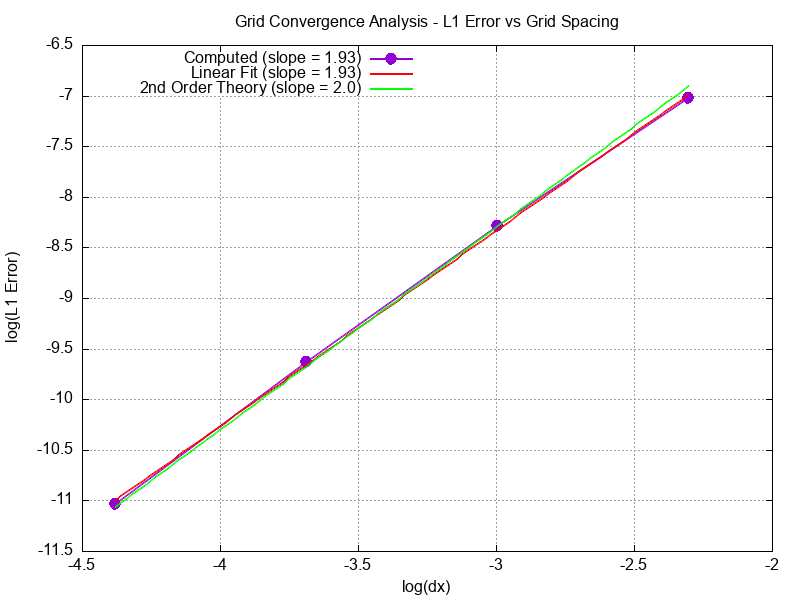 Grid Convergence Analysis - L1 Error vs Grid Spacing
-6.5
Computed (slope = 1.93)
Linear Fit (slope = 1.93)
2nd Order Theory (slope = 2.0)
-7
-7.5
-8
-8.5
log(L1 Error)
-9
-9.5
-10
-10.5
-11
-11.5
-4.5 -4 -3.5 -3 -2.5 -2
log(dx)